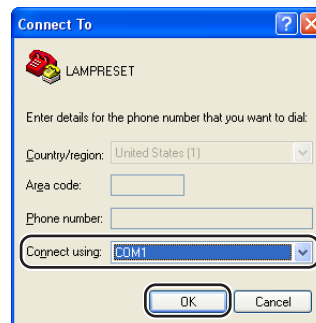 Connect To
LAMPRESET
Enter details for the phone number that you want to dial:
Country/region: United States (1)
Area code:
Phone number:
Connect using: COM1
OK Cancel